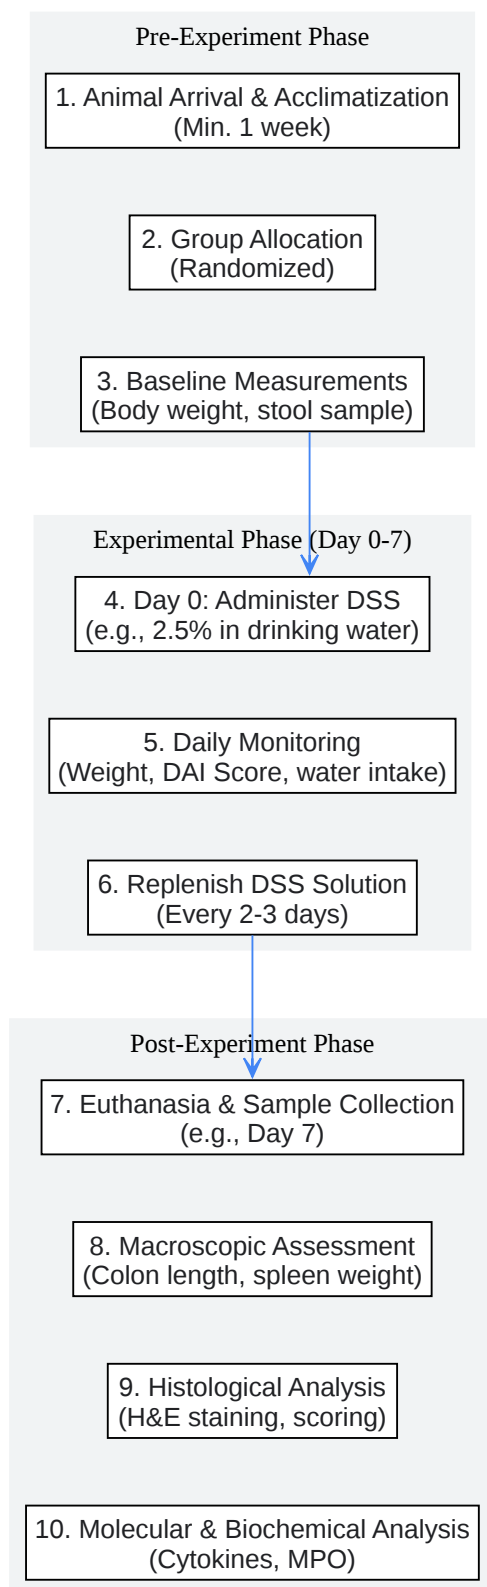 Pre-Experiment Phase
1. Animal Arrival & Acclimatization
(Min. 1 week)
2. Group Allocation
(Randomized)
3. Baseline Measurements
(Body weight, stool sample)
Experimental Phase (Day 0-7)
4. Day 0: Administer DSS
(e.g., 2.5% in drinking water)
5. Daily Monitoring
(Weight, DAI Score, water intake)
6. Replenish DSS Solution
(Every 2-3 days)
Post-Experiment Phase
7. Euthanasia & Sample Collection
(e.g., Day 7)
8. Macroscopic Assessment
(Colon length, spleen weight)
9. Histological Analysis
(H&E staining, scoring)
10. Molecular & Biochemical Analysis
(Cytokines, MPO)